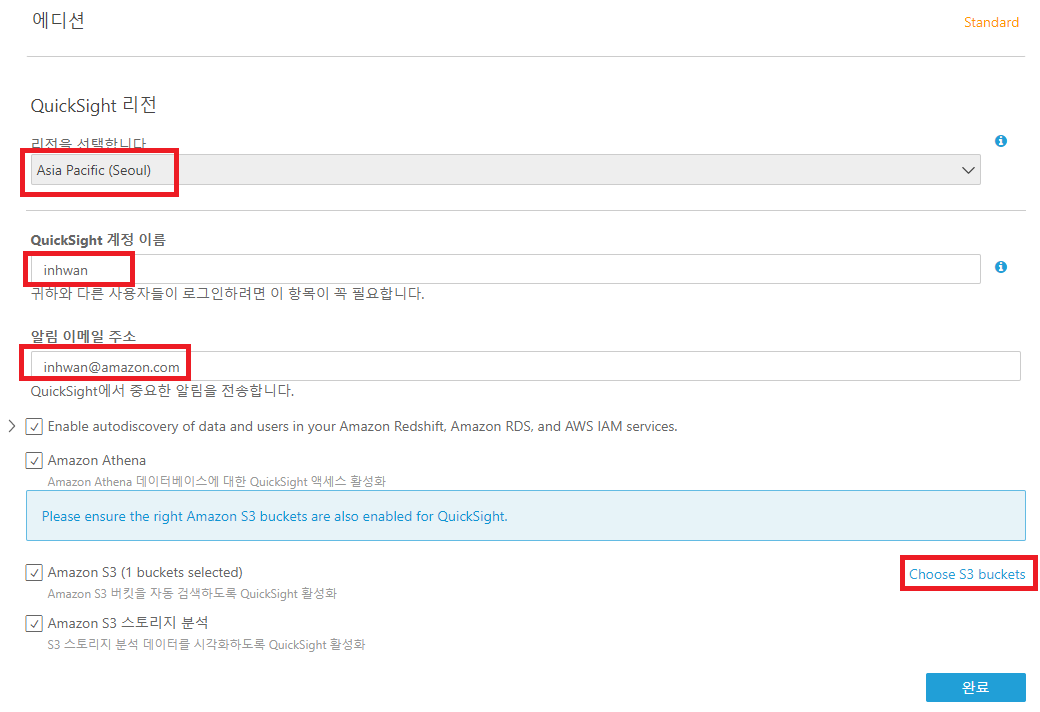 에디션
Standard
QuickSight 리전
리전을 선택합니다
Asia Pacific (Seoul)
QuickSight 계정 이름
inhwan
귀하와 다른 사용자들이 로그인하려면 이 항목이 꼭 필요합니다.
알림 이메일 주소
inhwan@amazon.com
QuickSight에서 중요한 알림을 전송합니다.
Enable autodiscovery of data and users in your Amazon Redshift, Amazon RDS, and AWS IAM services.
Amazon Athena
Amazon Athena 데이터베이스에 대한 QuickSight 액세스 활성화
Please ensure the right Amazon S3 buckets are also enabled for QuickSight.
Amazon S3 (1 buckets selected)
Choose S3 buckets
Amazon S3 버킷을 자동 검색하도록 QuickSight 활성화
Amazon S3 스토리지 분석
S3 스토리지 분석 데이터를 시각화하도록 QuickSight 활성화
완료